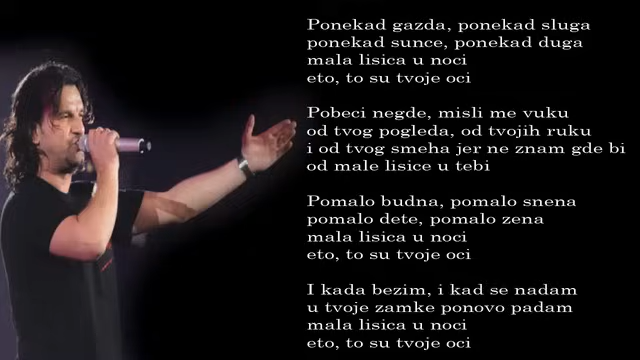 Ponekad gazda, ponekad sluga
ponekad sunce, ponekad duga
mala lisica u noci
eto, to su tvoje oci
Pobeci negde, misli me vuku
od tvog pogleda, od tvojih ruku
i od tvog smeha jer ne znam gde bi
od male lisice u tebi
Pomalo budna, pomalo snena
pomalo dete, pomalo zena
mala lisica u noci
eto, to su tvoje oci
I kada bezim, i kad se nadam
u tvoje zamke ponovo padam
mala lisica u noci
eto, to su tvoje oci